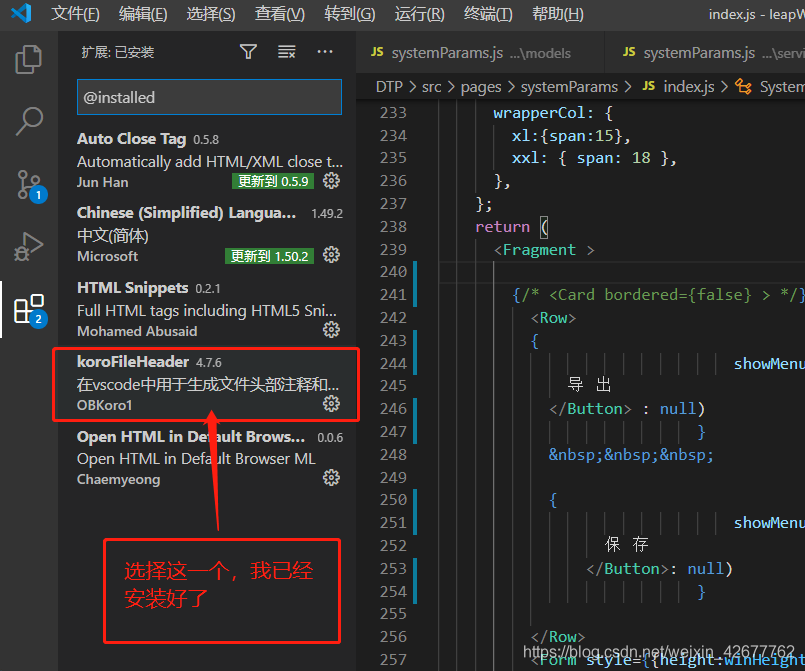 文件(F) 编辑(E) 选择(S) 查看(V) 转到(G) 运行(R) 终端(T) 帮助(H) index.js - leapW
扩展: 已安装
@installed
Auto Close Tag 0.5.8
Automatically add HTML/XML close t...
Jun Han 更新到 0.5.9
Chinese (Simplified) Langua... 1.49.2
中文(简体)
Microsoft 更新到 1.50.2
HTML Snippets 0.2.1
Full HTML tags including HTML5 Sni...
Mohamed Abusaid
koroFileHeader 4.7.6
在vscode中用于生成文件头部注释和...
OBKoro1
Open HTML in Default Brows... 0.0.6
Open HTML in Default Browser ML
Chaemyeong
选择这一个，我已经
安装好了
1
2
JS systemParams.js ...\models JS systemParams.js ...\servi
DTP > src > pages > systemParams > JS index.js > System
233 wrapperCol: {
234 xl:{span:15},
235 xxl: { span: 18 },
236 },
237 };
238 return (
239 <Fragment >
240
241 {/* <Card bordered={false} > */}
242 <Row>
243 {
244 showMenu
245 导 出
246 </Button> : null)
247 }
248 &nbsp;&nbsp;&nbsp;
249
250 {
251 showMenu
252 保 存
253 </Button>: null)
254 }
255
256 </Row>
257 <Form style={{height:winHeight
https://blog.csdn.net/weixin_42677762